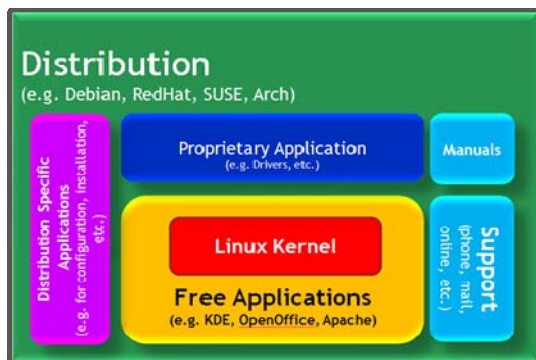 Distribution
(e.g. Debian, RedHat, SUSE, Arch)
Distribution Specific
Applications
(e.g. for configuration, installation,
etc.)
Proprietary Application
(e.g. Drivers, etc.)
Manuals
Linux Kernel
Free Applications
(e.g. KDE, OpenOffice, Apache)
Support
(phone, mail,
online, etc.)